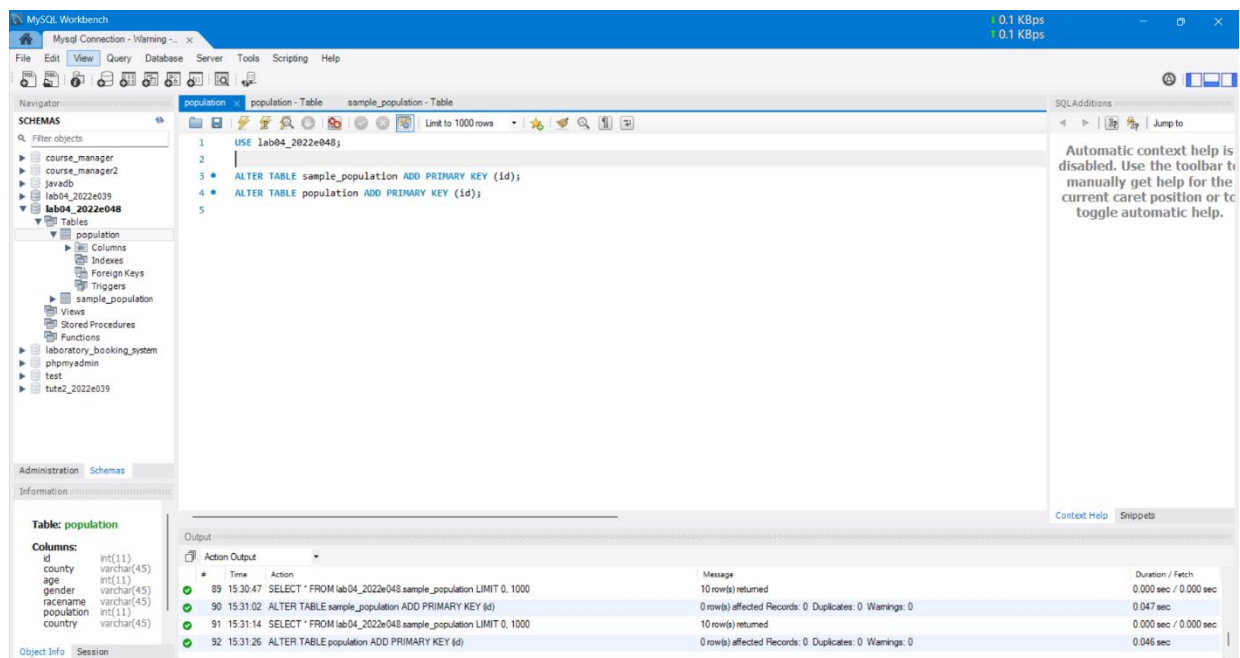 MySQL Workbench
↓ 0.1 KBps
↑ 0.1 KBps
Mysql Connection - Warning -...
File Edit View Query Database Server Tools Scripting Help
Navigator
SCHEMAS
Filter objects
course_manager
course_manager2
javadb
lab04_2022e039
lab04_2022e048
Tables
population
Columns
Indexes
Foreign Keys
Triggers
sample_population
Views
Stored Procedures
Functions
laboratory_booking_system
phpmyadmin
test
tute2_2022e039
Administration Schemas
Information
Table: population
Columns:
id int(11)
county varchar(45)
age int(11)
gender varchar(45)
racename varchar(45)
population int(11)
country varchar(45)
Object Info Session
population population - Table sample_population - Table
Limit to 1000 rows
1 USE lab04_2022e048;
2
3 ALTER TABLE sample_population ADD PRIMARY KEY (id);
4 ALTER TABLE population ADD PRIMARY KEY (id);
5
SQLAdditions
Jump to
Automatic context help is
disabled. Use the toolbar to
manually get help for the
current caret position or to
toggle automatic help.
Context Help Snippets
Output
Action Output
# Time Action Message Duration / Fetch
89 15:30:47 SELECT * FROM lab04_2022e048.sample_population LIMIT 0, 1000 10 row(s) returned 0.000 sec / 0.000 sec
90 15:31:02 ALTER TABLE sample_population ADD PRIMARY KEY (id) 0 row(s) affected Records: 0 Duplicates: 0 Warnings: 0 0.047 sec
91 15:31:14 SELECT * FROM lab04_2022e048.sample_population LIMIT 0, 1000 10 row(s) returned 0.000 sec / 0.000 sec
92 15:31:26 ALTER TABLE population ADD PRIMARY KEY (id) 0 row(s) affected Records: 0 Duplicates: 0 Warnings: 0 0.046 sec